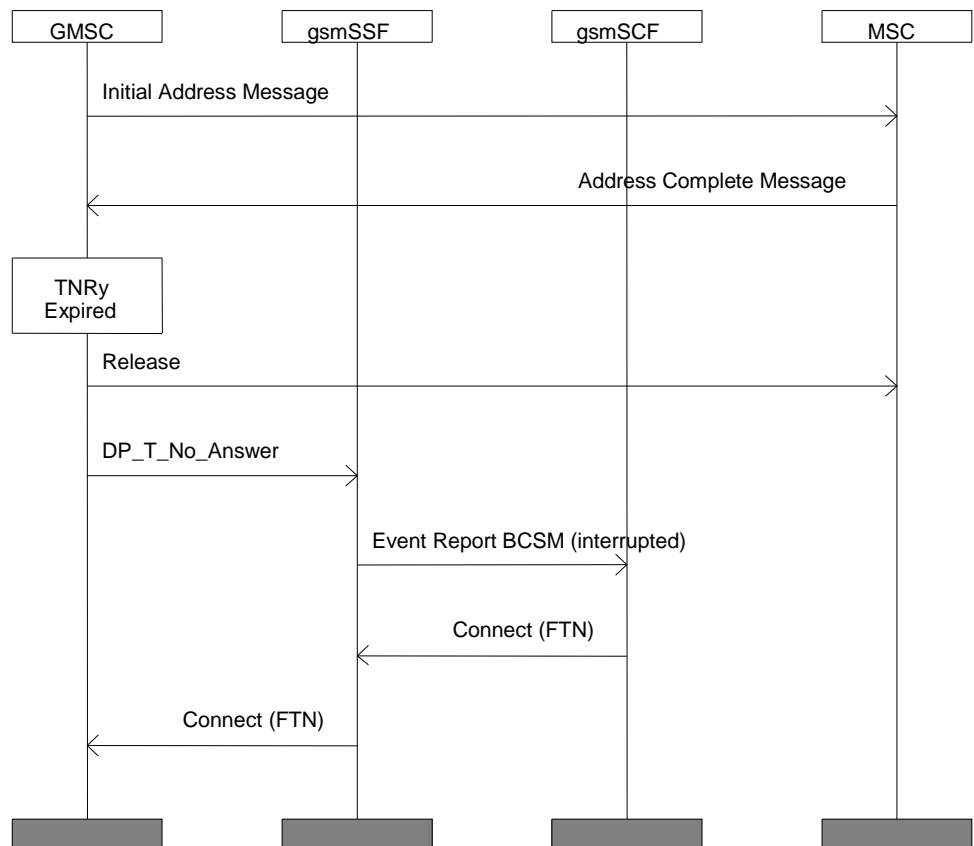 GMSC
gsmSSF
gsmSCF
MSC
Initial Address Message
Address Complete Message
TNRy
Expired
Release
DP_T_No_Answer
Event Report BCSM (interrupted)
Connect (FTN)
Connect (FTN)